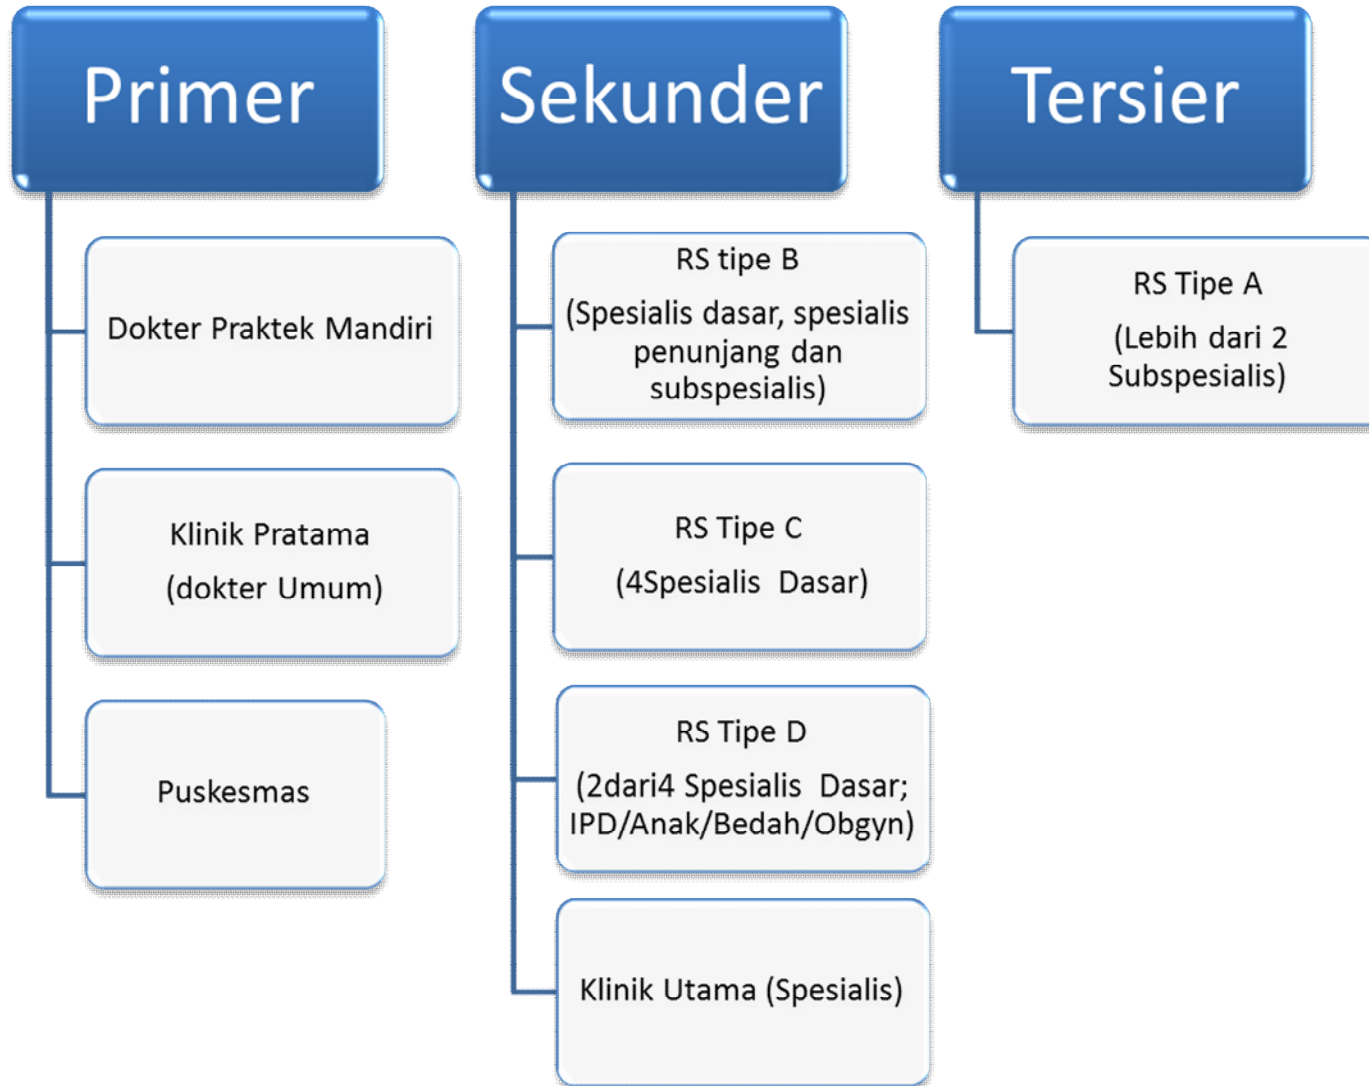 Primer
Dokter Praktek Mandiri
Klinik Pratama
(dokter Umum)
Puskesmas
Sekunder
RS tipe B
(Spesialis dasar, spesialis
penunjang dan
subspesialis)
RS Tipe C
(4Spesialis Dasar)
RS Tipe D
(2dari4 Spesialis Dasar;
IPD/Anak/Bedah/Obgyn)
Klinik Utama (Spesialis)
Tersier
RS Tipe A
(Lebih dari 2
Subspesialis)